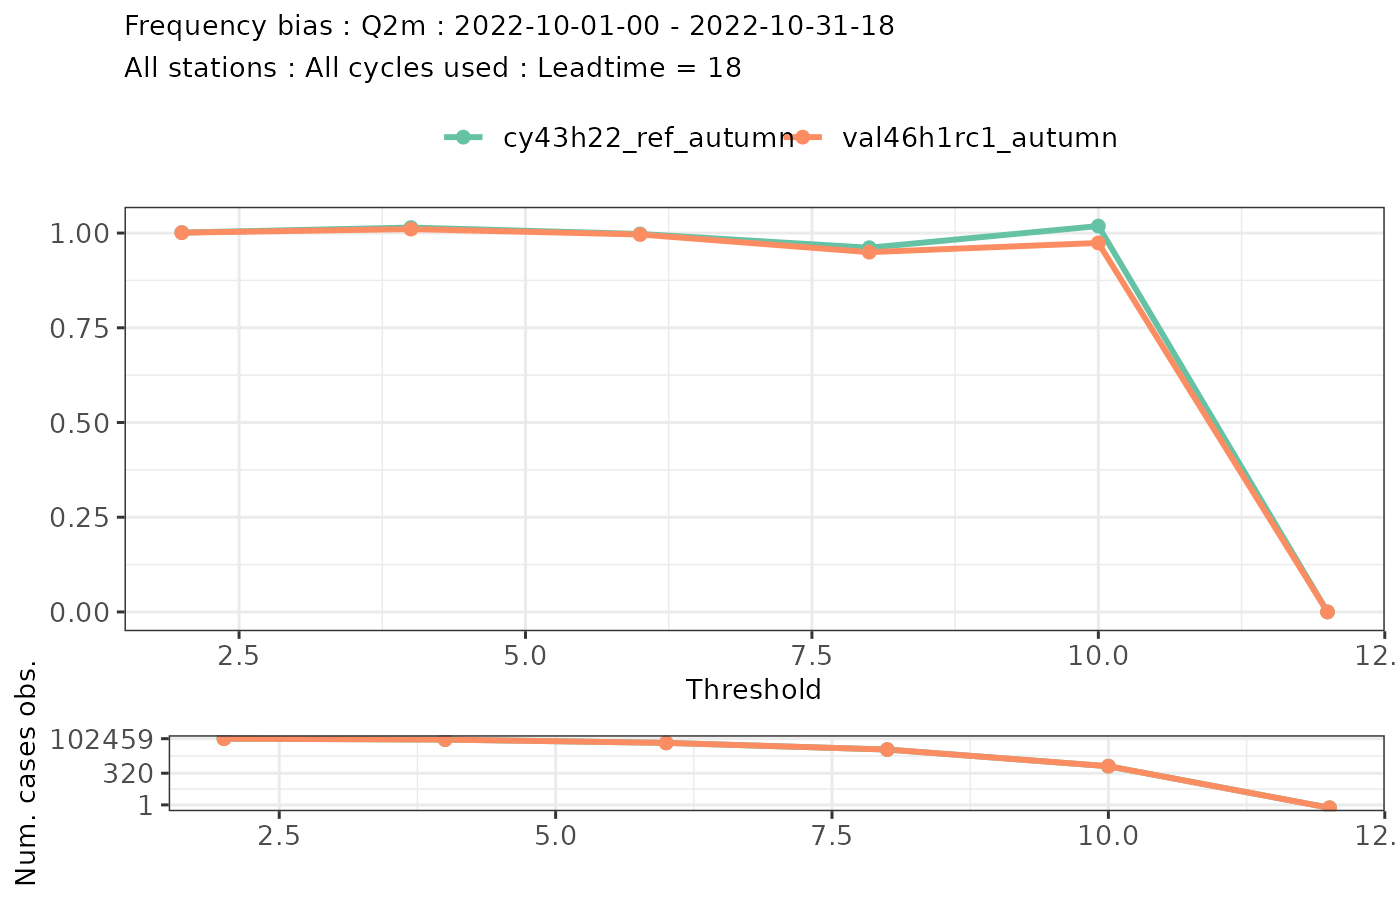 Frequency bias : Q2m : 2022-10-01-00 - 2022-10-31-18
All stations : All cycles used : Leadtime = 18
cy43h22_ref_autumn val46h1rc1_autumn
1.00
0.75
0.50
0.25
0.00
2.5 5.0 7.5 10.0 12.
Threshold
Num. cases obs.
102459
320
1
2.5 5.0 7.5 10.0 12.